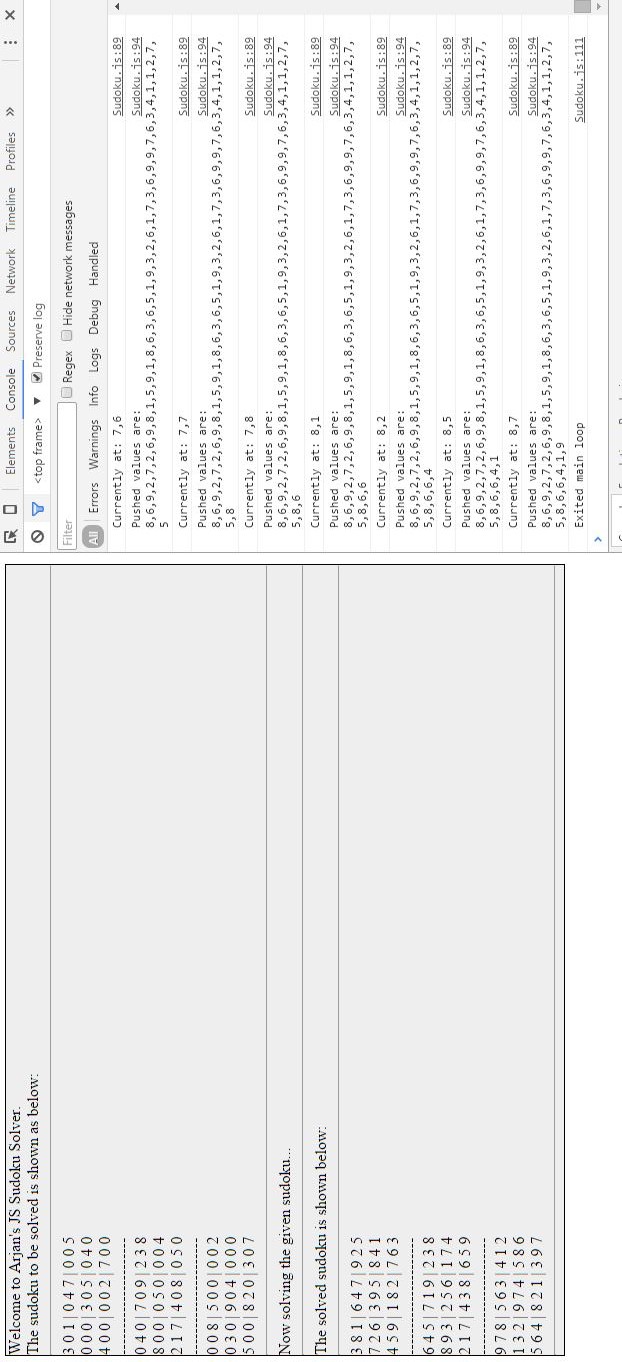 Welcome to Arjan's JS Sudoku Solver.
The sudoku to be solved is shown as below:
3 0 1 | 0 4 7 | 0 0 5
0 0 0 | 3 0 5 | 0 4 0
4 0 0 | 0 0 2 | 7 0 0
-----------------------
0 4 0 | 7 0 9 | 2 3 8
8 0 0 | 0 5 0 | 0 0 4
2 1 7 | 4 0 8 | 0 5 0
-----------------------
0 0 8 | 5 0 0 | 0 0 2
0 3 0 | 9 0 4 | 0 0 0
5 0 0 | 8 2 0 | 3 0 7
Now solving the given sudoku...
The solved sudoku is shown below:
3 8 1 | 6 4 7 | 9 2 5
7 2 6 | 3 9 5 | 8 4 1
4 5 9 | 1 8 2 | 7 6 3
-----------------------
6 4 5 | 7 1 9 | 2 3 8
8 9 3 | 2 5 6 | 1 7 4
2 1 7 | 4 3 8 | 6 5 9
-----------------------
9 7 8 | 5 6 3 | 4 1 2
1 3 2 | 9 7 4 | 5 8 6
5 6 4 | 8 2 1 | 3 9 7
Elements Console Sources Network Timeline Profiles »
<top frame> ▼ Preserve log
Filter Regex Hide network messages
All Errors Warnings Info Logs Debug Handled
Currently at: 7,6 Sudoku.js:89
Pushed values are: Sudoku.js:94
8,6,9,2,7,2,6,9,8,1,5,9,1,8,6,3,6,5,1,9,3,2,6,1,7,3,6,9,9,7,6,3,4,1,1,2,7,
5
Currently at: 7,7 Sudoku.js:89
Pushed values are: Sudoku.js:94
8,6,9,2,7,2,6,9,8,1,5,9,1,8,6,3,6,5,1,9,3,2,6,1,7,3,6,9,9,7,6,3,4,1,1,2,7,
5,8
Currently at: 7,8 Sudoku.js:89
Pushed values are: Sudoku.js:94
8,6,9,2,7,2,6,9,8,1,5,9,1,8,6,3,6,5,1,9,3,2,6,1,7,3,6,9,9,7,6,3,4,1,1,2,7,
5,8,6
Currently at: 8,1 Sudoku.js:89
Pushed values are: Sudoku.js:94
8,6,9,2,7,2,6,9,8,1,5,9,1,8,6,3,6,5,1,9,3,2,6,1,7,3,6,9,9,7,6,3,4,1,1,2,7,
5,8,6,6
Currently at: 8,2 Sudoku.js:89
Pushed values are: Sudoku.js:94
8,6,9,2,7,2,6,9,8,1,5,9,1,8,6,3,6,5,1,9,3,2,6,1,7,3,6,9,9,7,6,3,4,1,1,2,7,
5,8,6,6,4
Currently at: 8,5 Sudoku.js:89
Pushed values are: Sudoku.js:94
8,6,9,2,7,2,6,9,8,1,5,9,1,8,6,3,6,5,1,9,3,2,6,1,7,3,6,9,9,7,6,3,4,1,1,2,7,
5,8,6,6,4,1
Currently at: 8,7 Sudoku.js:89
Pushed values are: Sudoku.js:94
8,6,9,2,7,2,6,9,8,1,5,9,1,8,6,3,6,5,1,9,3,2,6,1,7,3,6,9,9,7,6,3,4,1,1,2,7,
5,8,6,6,4,1,9
Exited main loop Sudoku.js:111
>